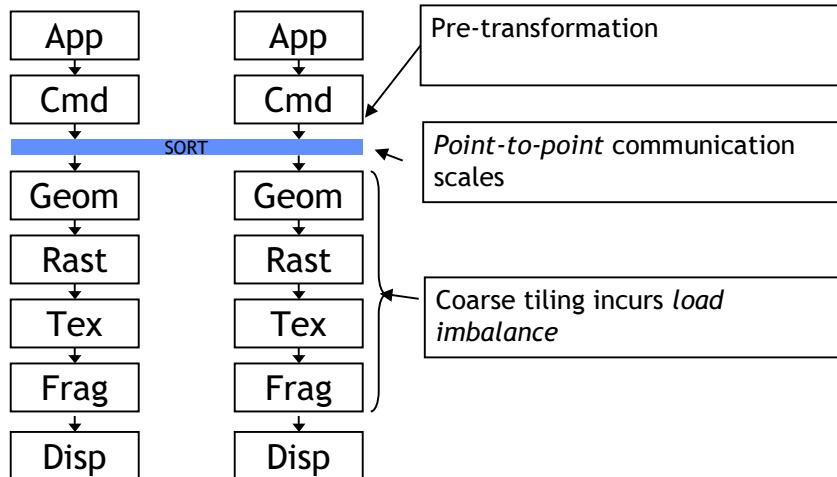 App
App
Pre-transformation
Cmd
Cmd
SORT
Point-to-point communication
scales
Geom
Geom
Rast
Rast
Coarse tiling incurs load
imbalance
Tex
Tex
Frag
Frag
Disp
Disp